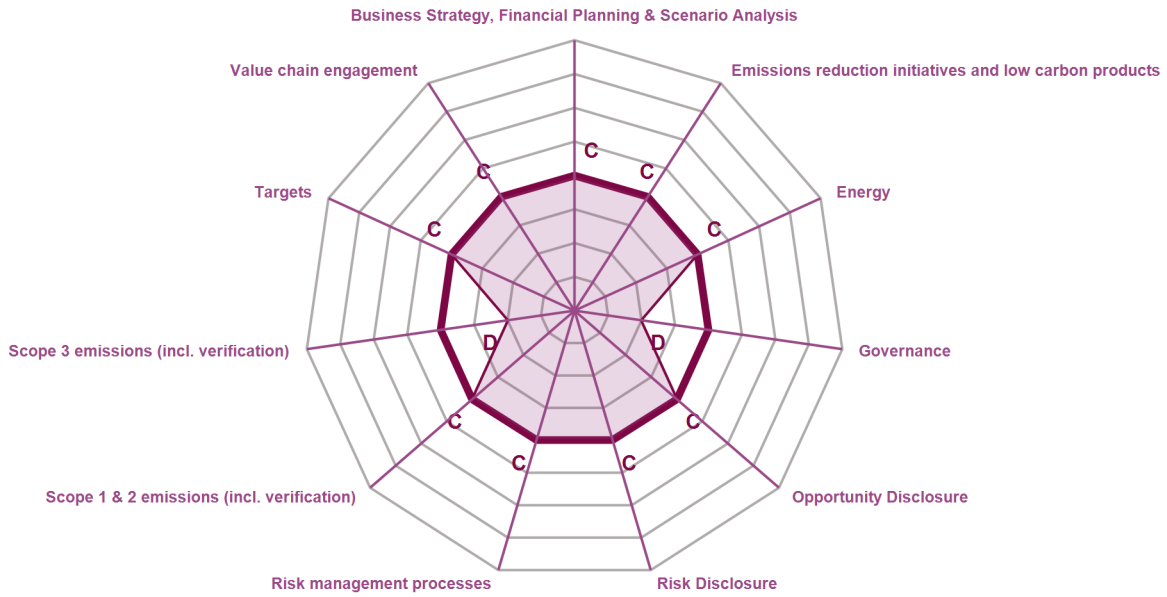 Business Strategy, Financial Planning & Scenario Analysis
Value chain engagement
Emissions reduction initiatives and low carbon products
C
C
C
Targets
Energy
C
C
D
D
Scope 3 emissions (incl. verification)
Governance
C
C
C
C
Scope 1 & 2 emissions (incl. verification)
Opportunity Disclosure
Risk management processes
Risk Disclosure